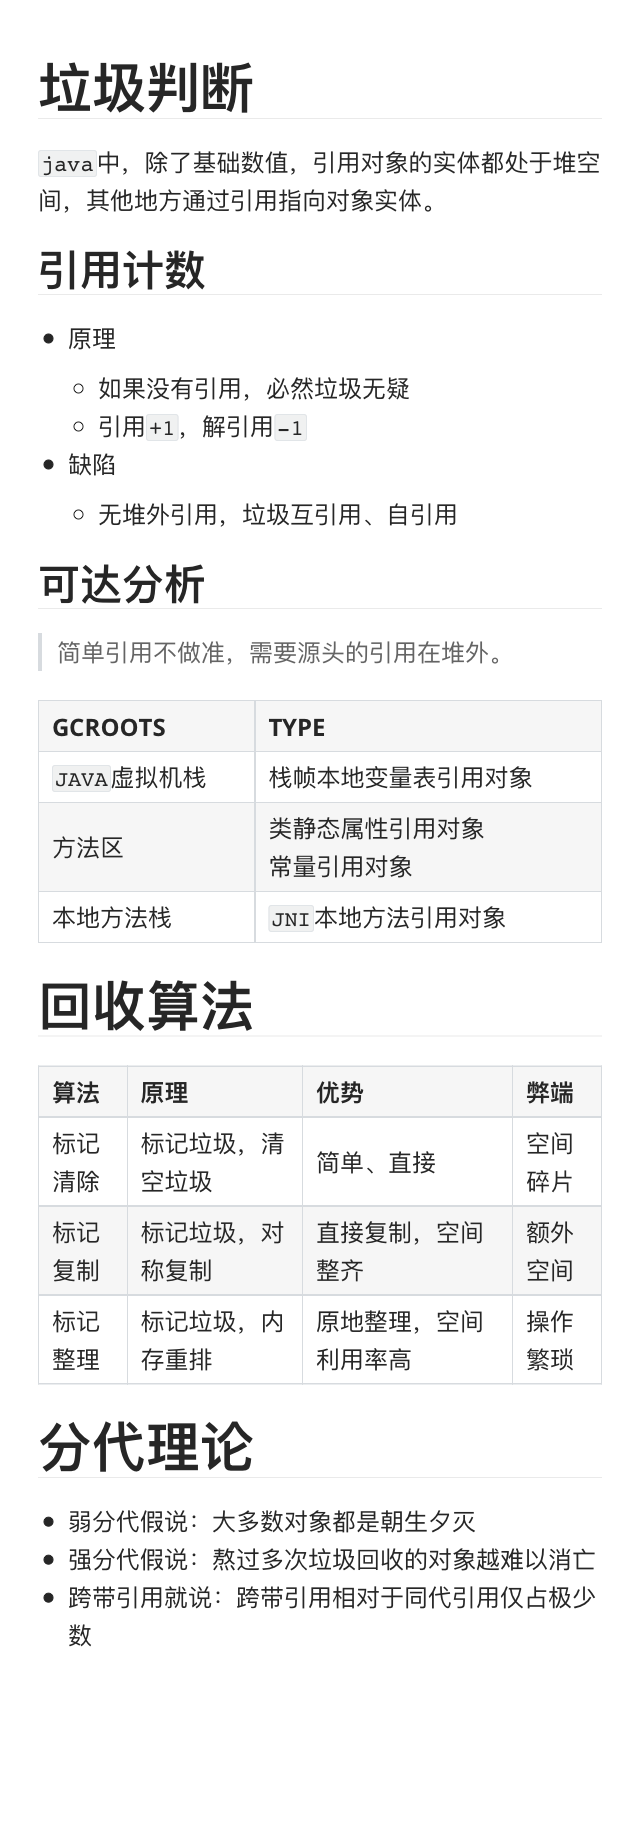 垃圾判断
java中，除了基础数值，引用对象的实体都处于堆空
间，其他地方通过引用指向对象实体。
引用计数
原理
如果没有引用，必然垃圾无疑
引用+1，解引用-1
缺陷
无堆外引用，垃圾互引用、自引用
可达分析
简单引用不做准，需要源头的引用在堆外。
GCROOTS TYPE
JAVA虚拟机栈 栈帧本地变量表引用对象
方法区 类静态属性引用对象
常量引用对象
本地方法栈 JNI本地方法引用对象
回收算法
算法 原理 优势 弊端
标记 标记垃圾，清 简单、直接 空间
清除 空垃圾 碎片
标记 标记垃圾，对 直接复制，空间 额外
复制 称复制 整齐 空间
标记 标记垃圾，内 原地整理，空间 操作
整理 存重排 利用率高 繁琐
分代理论
弱分代假说：大多数对象都是朝生夕灭
强分代假说：熬过多次垃圾回收的对象越难以消亡
跨带引用就说：跨带引用相对于同代引用仅占极少
数